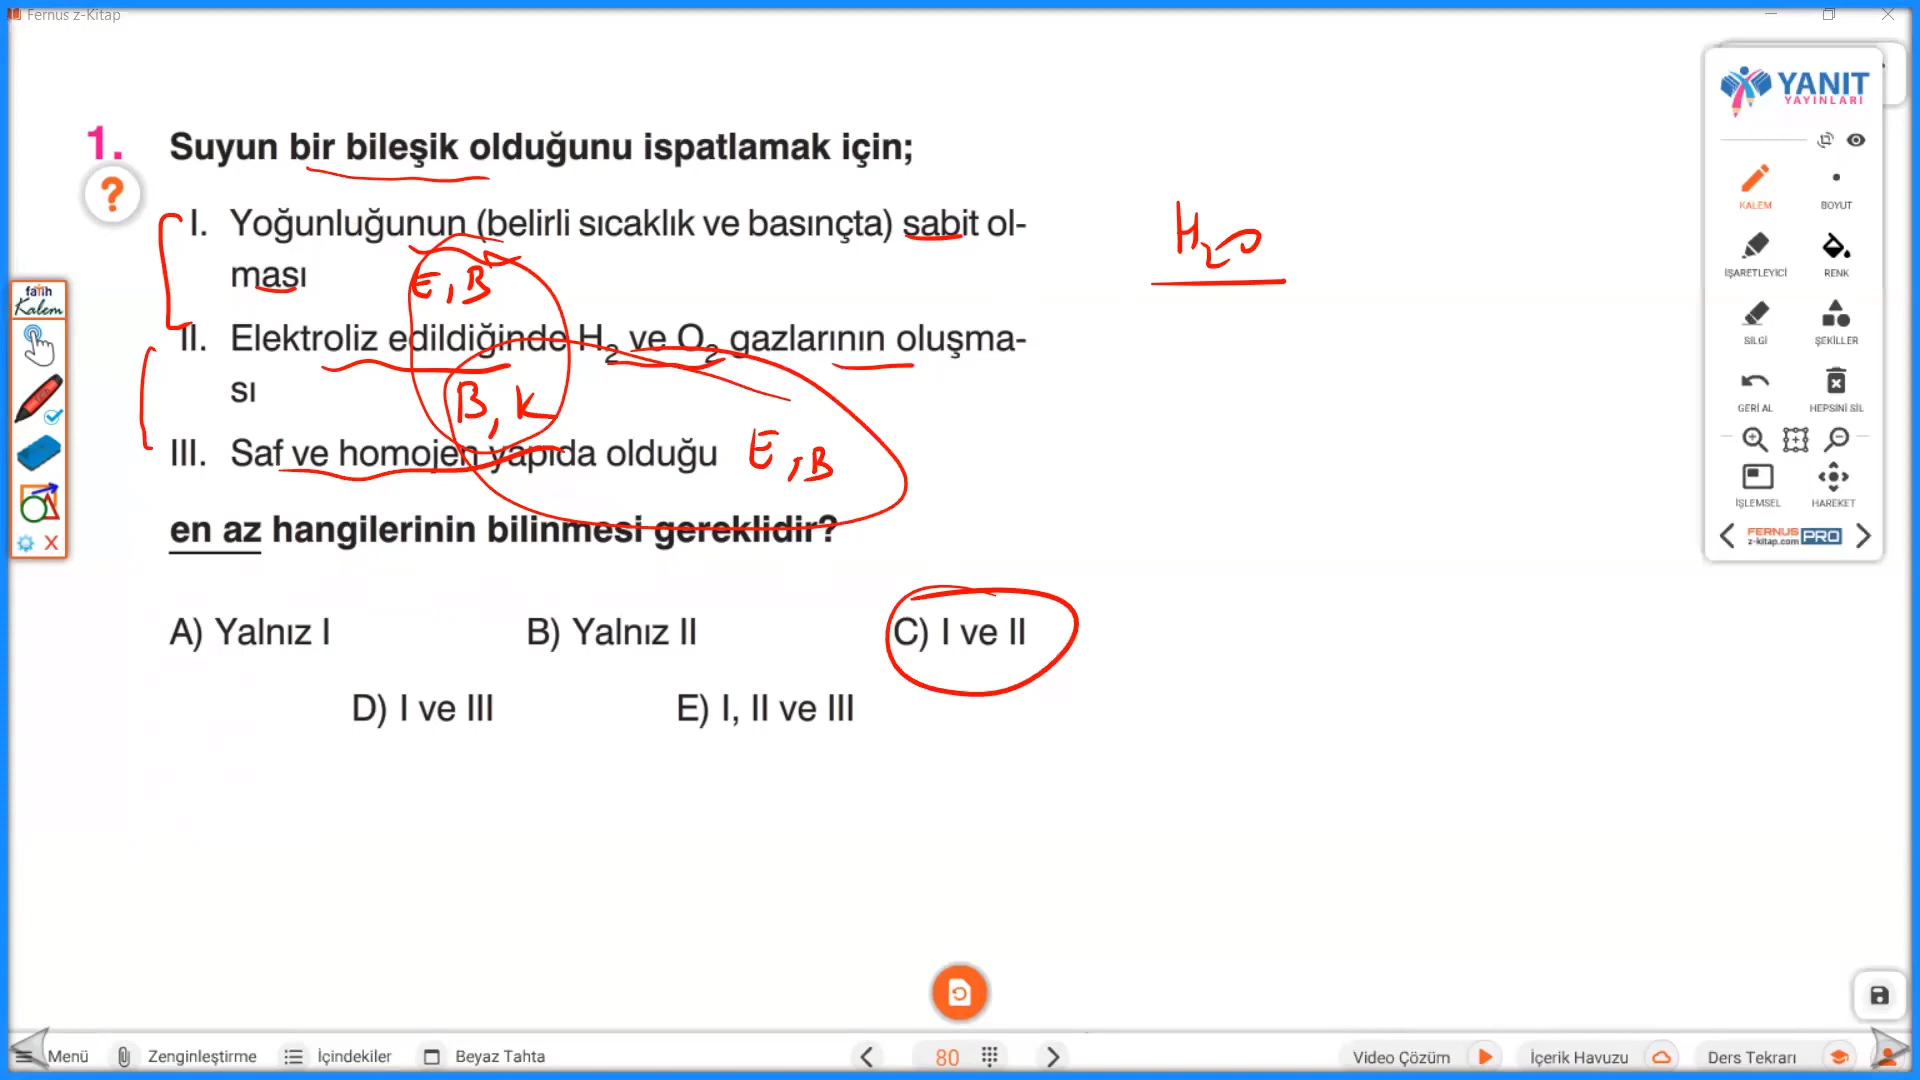 Fernus z-Kitap
1. Suyun bir bileşik olduğunu ispatlamak için;
?
I. Yoğunluğunun (belirli sıcaklık ve basınçta) sabit ol-
ması
E, B
II. Elektroliz edildiğinde H₂ ve O₂ gazlarının oluşma-
sı
B, K
III. Saf ve homojen yapıda olduğu
E, B
en az hangilerinin bilinmesi gereklidir?
A) Yalnız I
B) Yalnız II
C) I ve II
D) I ve III
E) I, II ve III
H₂O
fatih
Kalem
YANIT
YAYINLARI
KALEM
BOYUT
İŞARETLEYİCİ
RENK
SİLGİ
ŞEKİLLER
GERİ AL
HEPSİNİ SİL
İŞLEMSEL
HAREKET
FERNUS
z-kitap.com
PRO
Menü
Zenginleştirme
İçindekiler
Beyaz Tahta
80
Video Çözüm
İçerik Havuzu
Ders Tekrarı